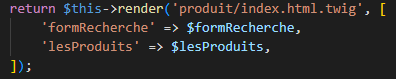 return $this->render('produit/index.html.twig', [
    'formRecherche' => $formRecherche,
    'lesProduits' => $lesProduits,
]);